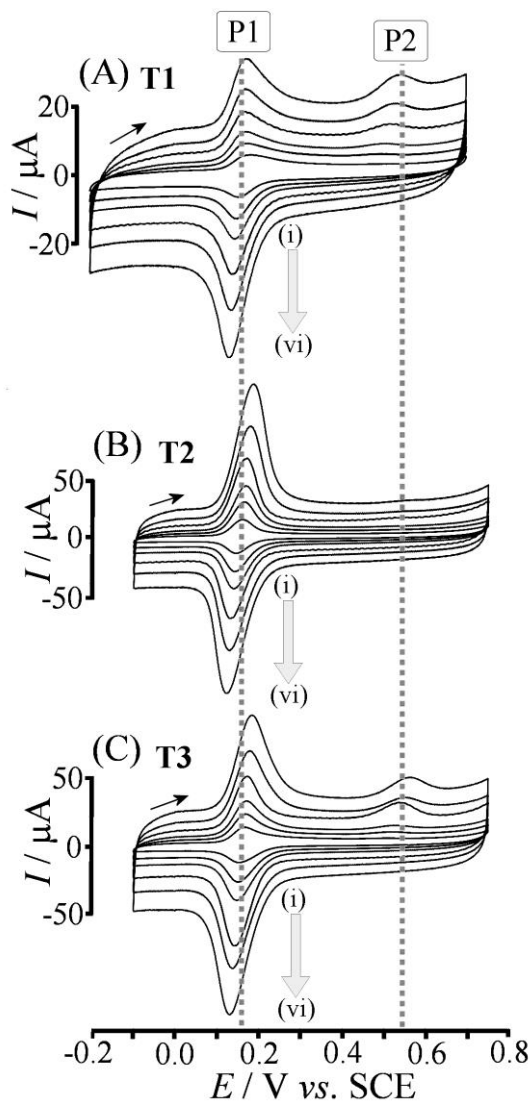 P1
P2
(A) T1
20
0
-20
I / μA
(i)
(vi)
(B) T2
50
0
-50
I / μA
(i)
(vi)
(C) T3
50
0
-50
I / μA
(i)
(vi)
-0.2 0.0 0.2 0.4 0.6 0.8
E / V vs. SCE